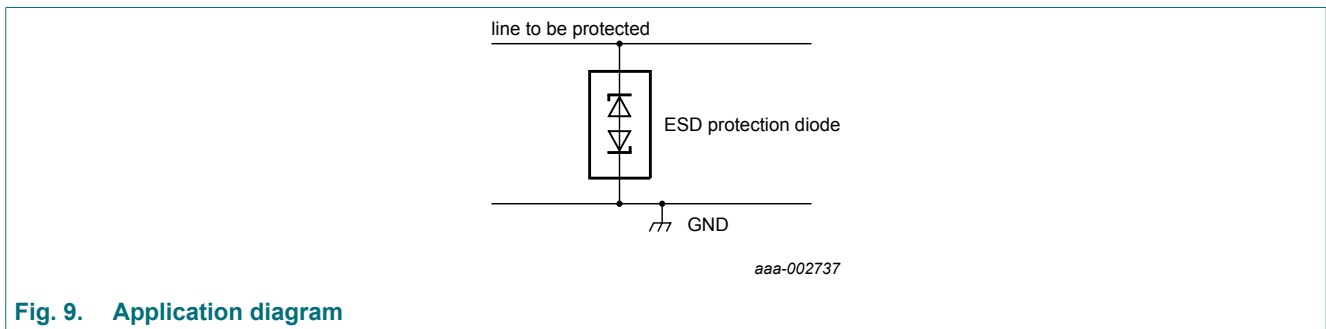 line to be protected
ESD protection diode
GND
aaa-002737
Fig. 9. Application diagram